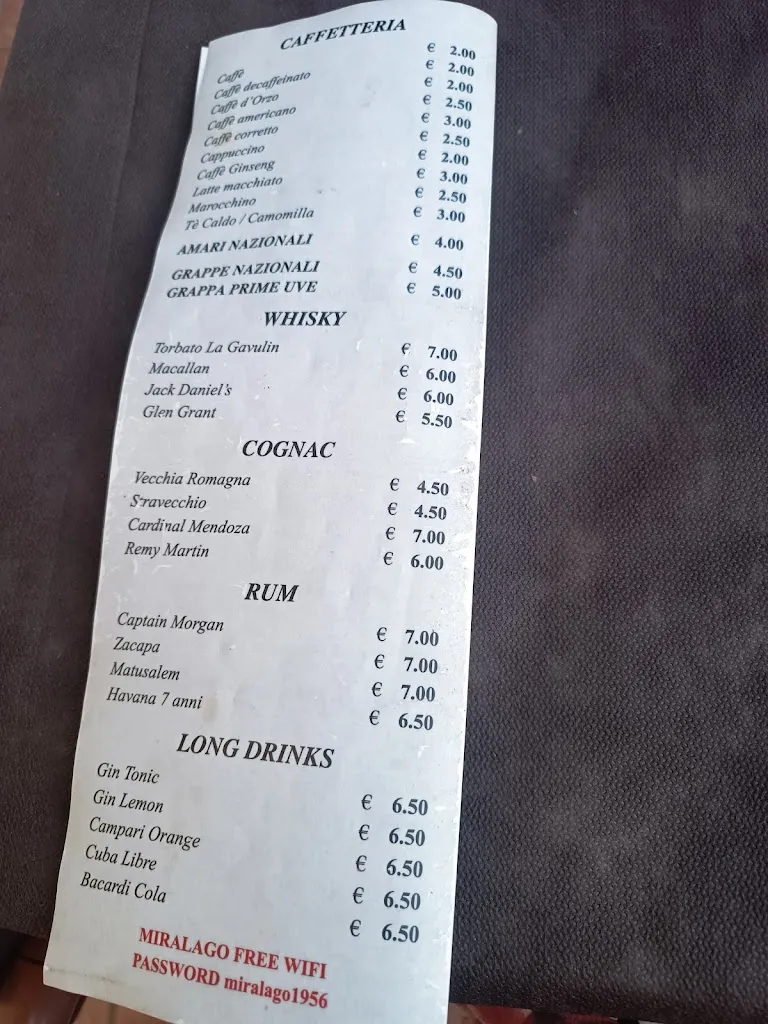 CAFFETTERIA
Caffè € 2.00
Caffè decaffeinato € 2.00
Caffè d'Orzo € 2.00
Caffè americano € 2.50
Caffè corretto € 3.00
Cappuccino € 2.50
Caffè Ginseng € 2.00
Latte macchiato € 3.00
Marocchino € 2.50
Tè Caldo / Camomilla € 3.00
AMARI NAZIONALI € 4.00
GRAPPE NAZIONALI € 4.50
GRAPPA PRIME UVE € 5.00
WHISKY
Torbato La Gavulin € 7.00
Macallan € 6.00
Jack Daniel's € 6.00
Glen Grant € 5.50
COGNAC
Vecchia Romagna € 4.50
Stravecchio € 4.50
Cardinal Mendoza € 7.00
Remy Martin € 6.00
RUM
Captain Morgan € 7.00
Zacapa € 7.00
Matusalem € 7.00
Havana 7 anni € 6.50
LONG DRINKS
Gin Tonic € 6.50
Gin Lemon € 6.50
Campari Orange € 6.50
Cuba Libre € 6.50
Bacardi Cola € 6.50
MIRALAGO FREE WIFI
PASSWORD miralago1956